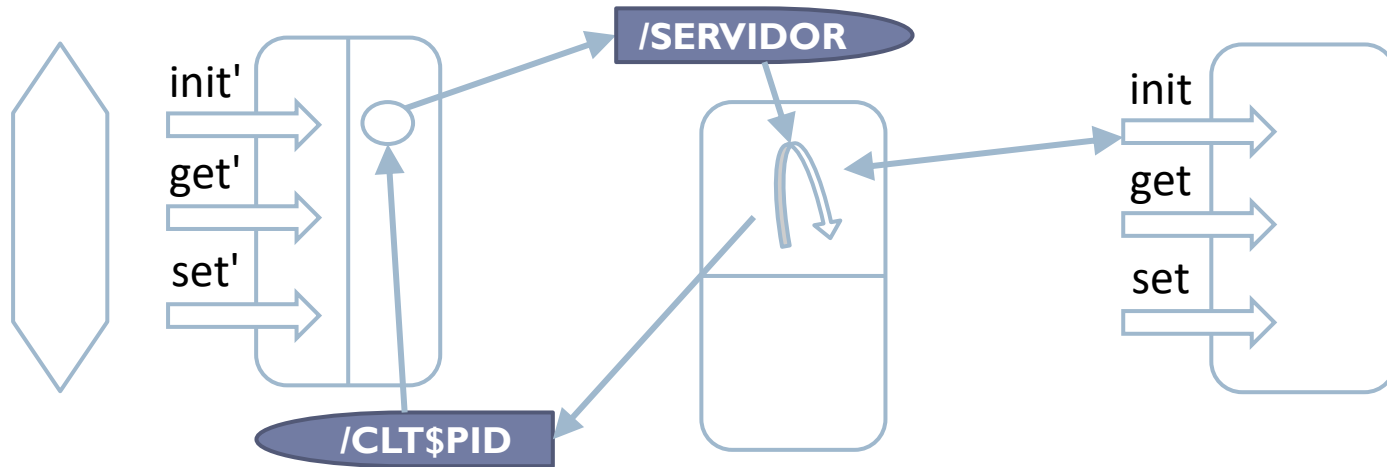 /SERVIDOR
init'
get'
set'
init
get
set
/CLT$PID